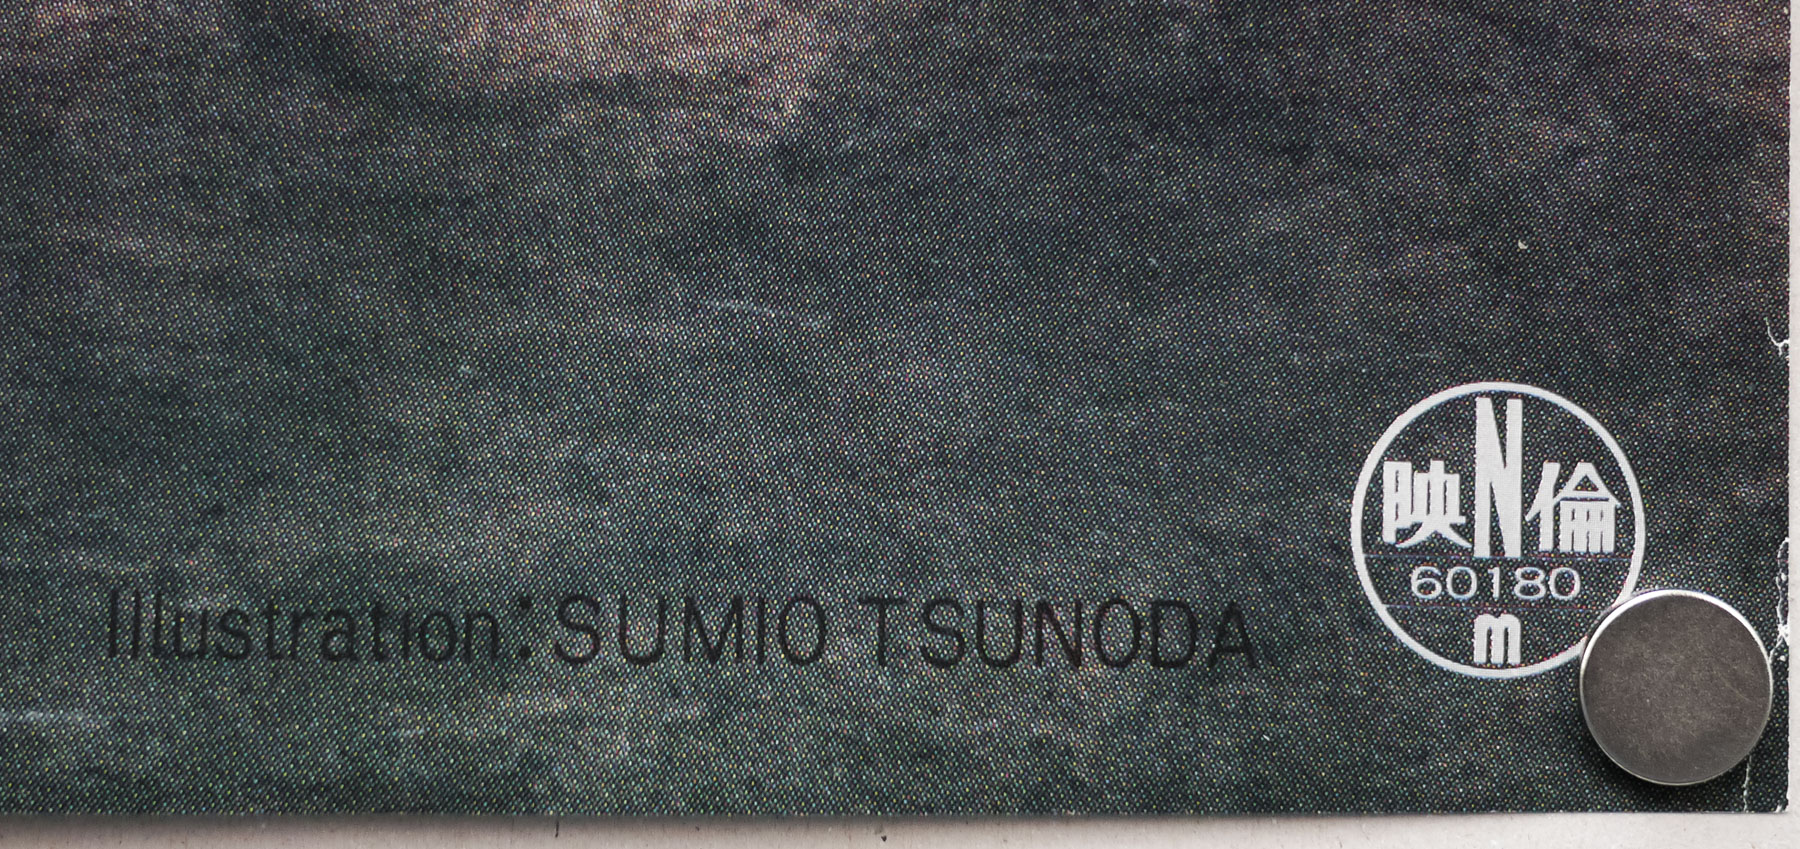 Illustration:SUMIO TSUNODA
映N倫
60180
m